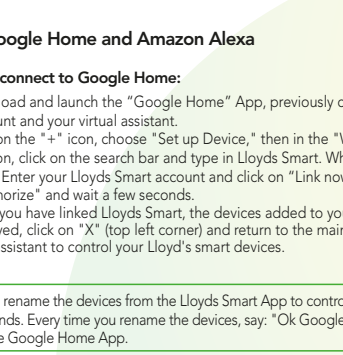 oogle Home and Amazon Alexa
connect to Google Home:
oad and launch the “Google Home” App, previously c
unt and your virtual assistant.
on the "+" icon, choose "Set up Device," then in the "W
on, click on the search bar and type in Lloyds Smart. Wh
Enter your Lloyds Smart account and click on “Link now
horize" and wait a few seconds.
you have linked Lloyds Smart, the devices added to yo
yed, click on "X" (top left corner) and return to the main
ssistant to control your Lloyd's smart devices.
rename the devices from the Lloyds Smart App to contro
nds. Every time you rename the devices, say: "Ok Google
e Google Home App.